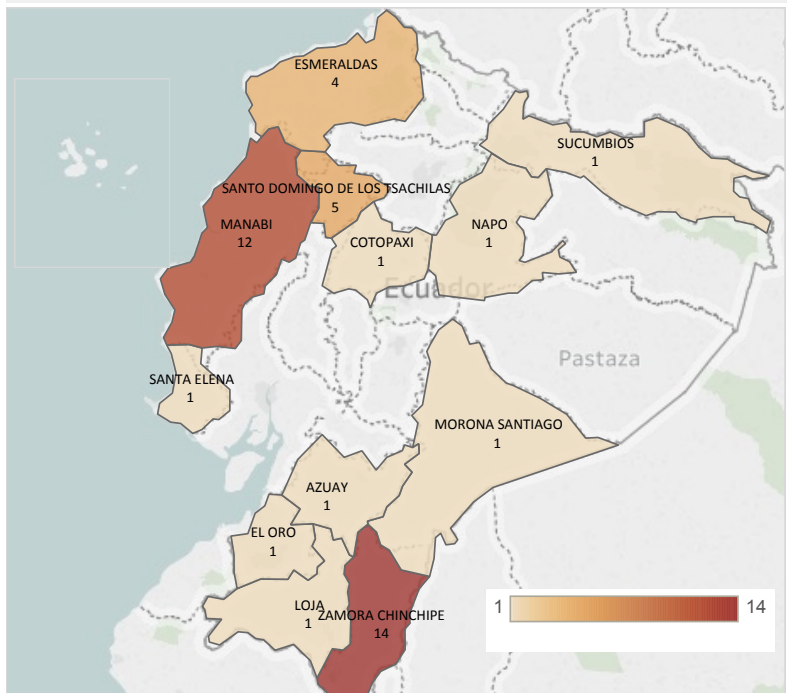 ESMERALDAS
4
SUCUMBIOS
1
SANTO DOMINGO DE LOS TSACHILAS
5
MANABI
12
COTOPAXI
1
NAPO
1
Ecuador
Pastaza
SANTA ELENA
1
MORONA SANTIAGO
1
AZUAY
1
EL ORO
1
LOJA
1
ZAMORA CHINCHIPE
14
1
14